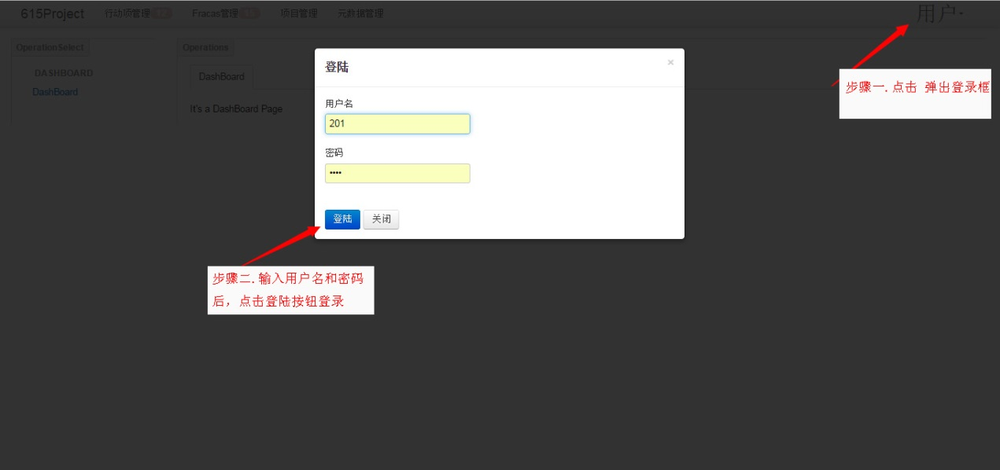 615Project 行动项管理 42 Fracas管理 45 项目管理 元数据管理 用户
OperationSelect
DASHBOARD
DashBoard
Operations
DashBoard
It's a DashBoard Page
登陆 ×
用户名
201
密码
••••
登陆 关闭
步骤一.点击 弹出登录框
步骤二.输入用户名和密码
后，点击登陆按钮登录